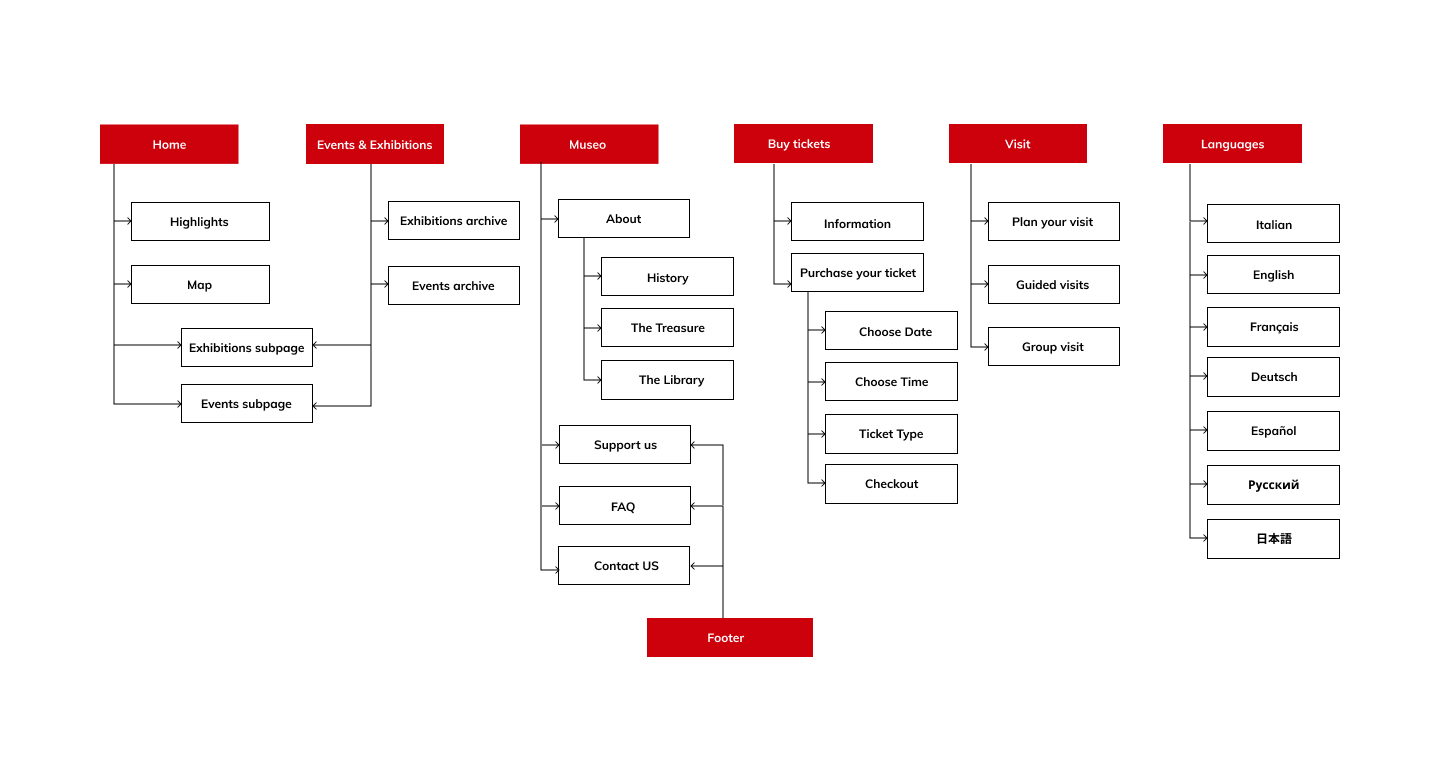 Home
Events & Exhibitions
Museo
Buy tickets
Visit
Languages
Highlights
Map
Exhibitions subpage
Events subpage
Exhibitions archive
Events archive
About
History
The Treasure
The Library
Support us
FAQ
Contact US
Footer
Information
Purchase your ticket
Choose Date
Choose Time
Ticket Type
Checkout
Plan your visit
Guided visits
Group visit
Italian
English
Français
Deutsch
Español
Русский
日本語